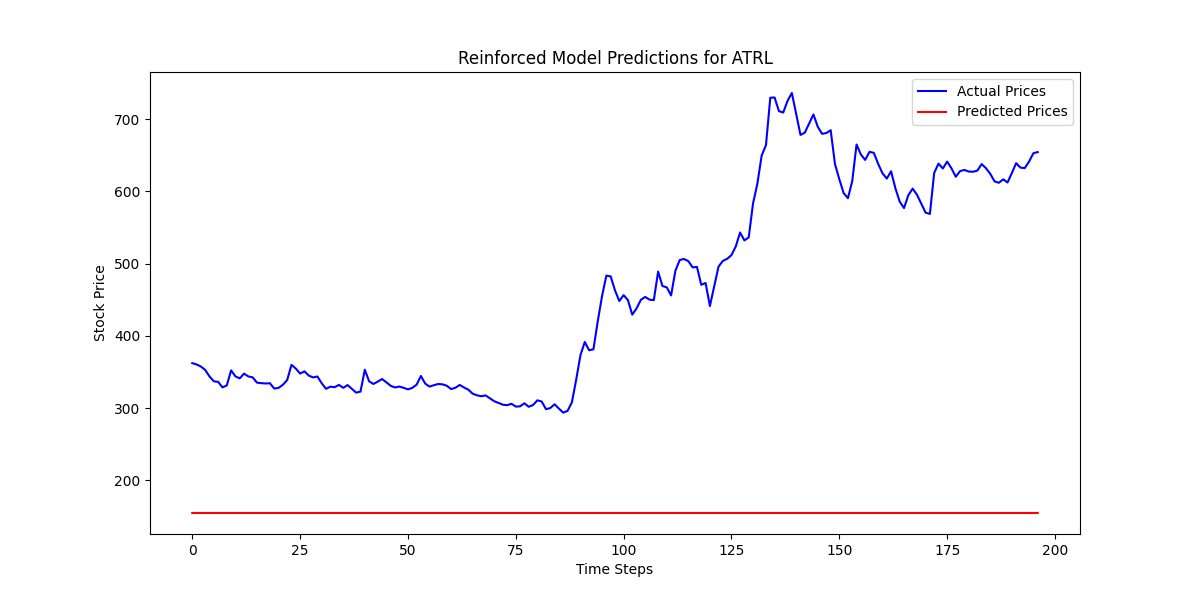 Reinforced Model Predictions for ATRL
Actual Prices
Predicted Prices
700
600
500
400
300
200
Stock Price
0 25 50 75 100 125 150 175 200
Time Steps